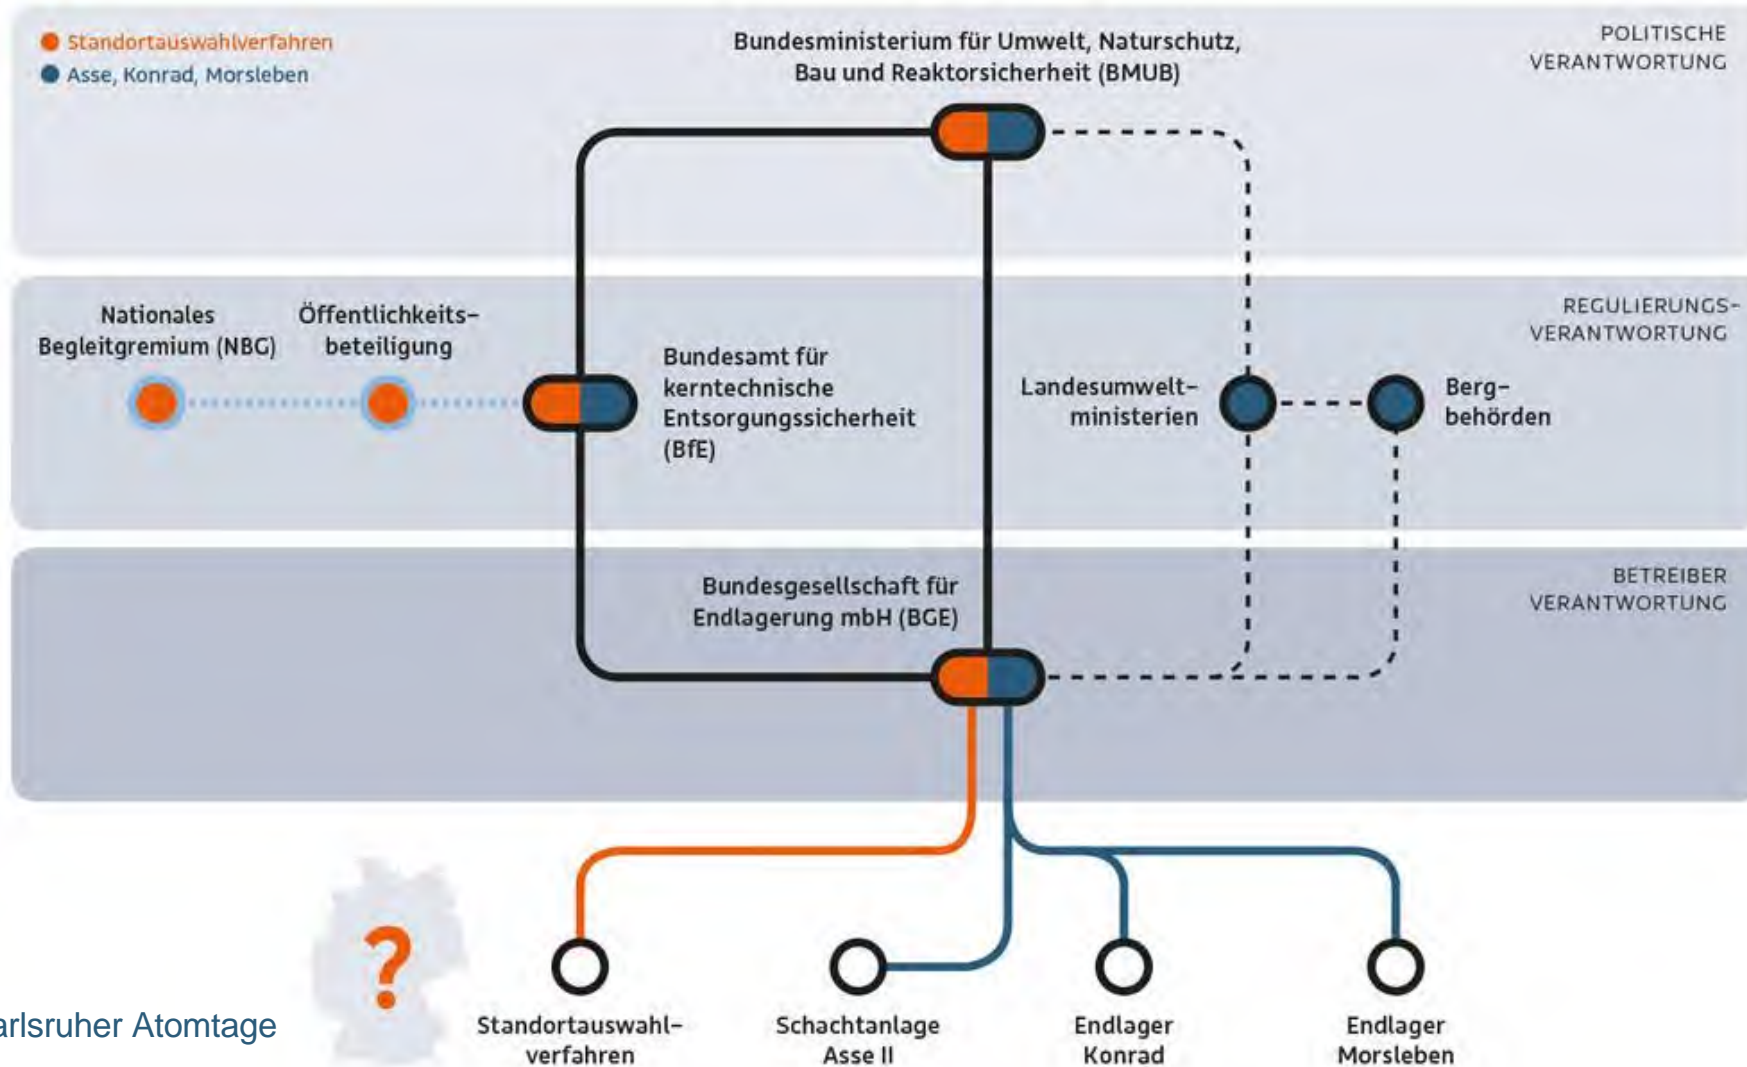 Standortauswahlverfahren
Asse, Konrad, Morsleben
Bundesministerium für Umwelt, Naturschutz,
Bau und Reaktorsicherheit (BMUB)
POLITISCHE
VERANTWORTUNG
Nationales
Begleitgremium (NBG)
Öffentlichkeits-
beteiligung
Bundesamt für
kerntechnische
Entsorgungssicherheit
(BfE)
Landesumwelt-
ministerien
Berg-
behörden
REGULIERUNGS-
VERANTWORTUNG
Bundesgesellschaft für
Endlagerung mbH (BGE)
BETREIBER
VERANTWORTUNG
?
arlsruher Atomtage
Standortauswahl-
verfahren
Schachtanlage
Asse II
Endlager
Konrad
Endlager
Morsleben